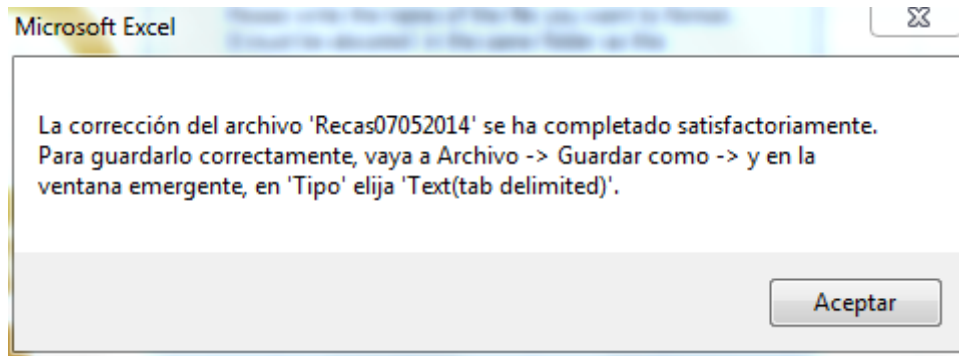 Microsoft Excel
La corrección del archivo 'Recas07052014' se ha completado satisfactoriamente.
Para guardarlo correctamente, vaya a Archivo -> Guardar como -> y en la
ventana emergente, en 'Tipo' elija 'Text(tab delimited)'.
Aceptar